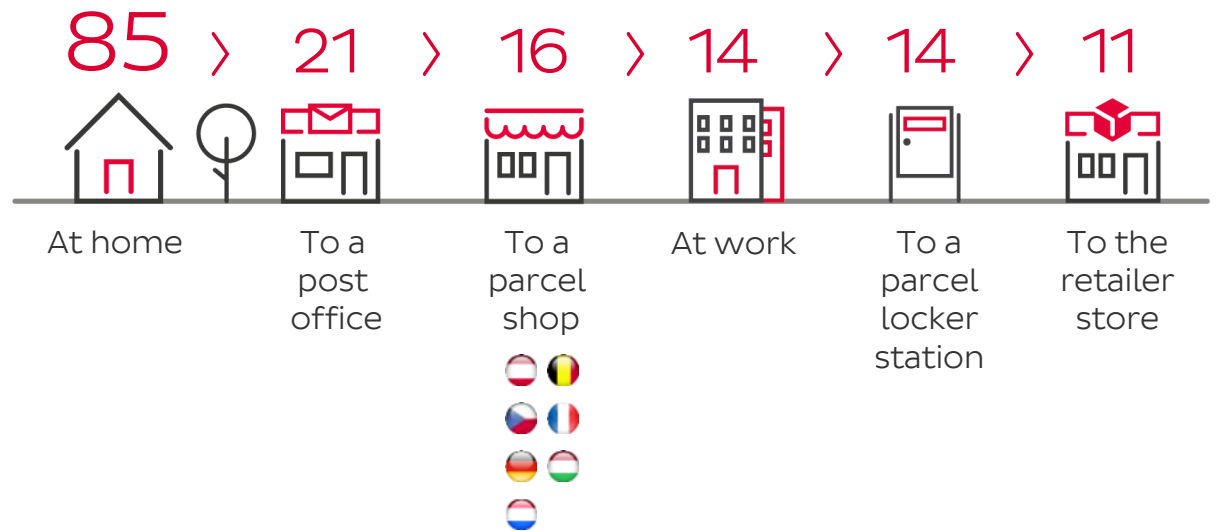 85 > 21 > 16 > 14 > 14 > 11
At home
To a
post
office
To a
parcel
shop
At work
To a
parcel
locker
station
To the
retailer
store